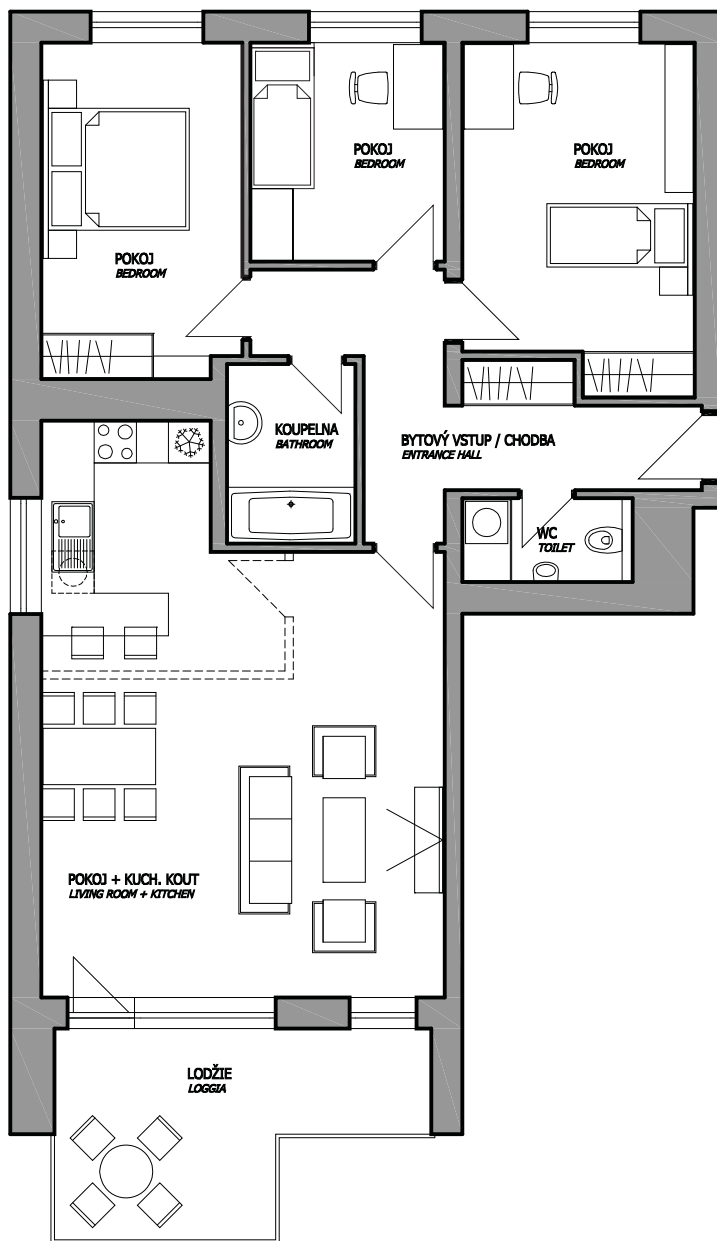 POKOJ
BEDROOM
POKOJ
BEDROOM
POKOJ
BEDROOM
KOUPELNA
BATHROOM
BYTOVÝ VSTUP / CHODBA
ENTRANCE HALL
WC
TOILET
POKOJ + KUCH. KOUT
LIVING ROOM + KITCHEN
LODŽIE
LOGGIA